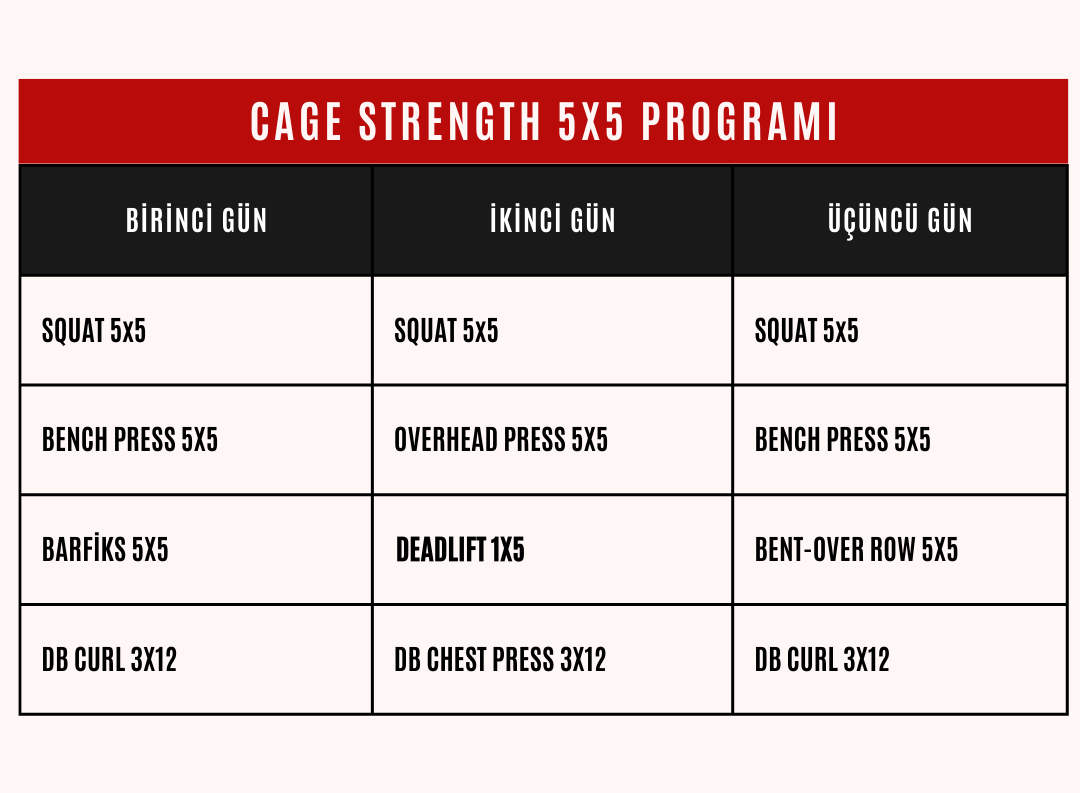 CAGE STRENGTH 5X5 PROGRAMI
BİRİNCİ GÜN
İKİNCİ GÜN
ÜÇÜNCÜ GÜN
SQUAT 5x5
SQUAT 5x5
SQUAT 5x5
BENCH PRESS 5X5
OVERHEAD PRESS 5X5
BENCH PRESS 5X5
BARFİKS 5X5
DEADLIFT 1X5
BENT-OVER ROW 5X5
DB CURL 3X12
DB CHEST PRESS 3X12
DB CURL 3X12